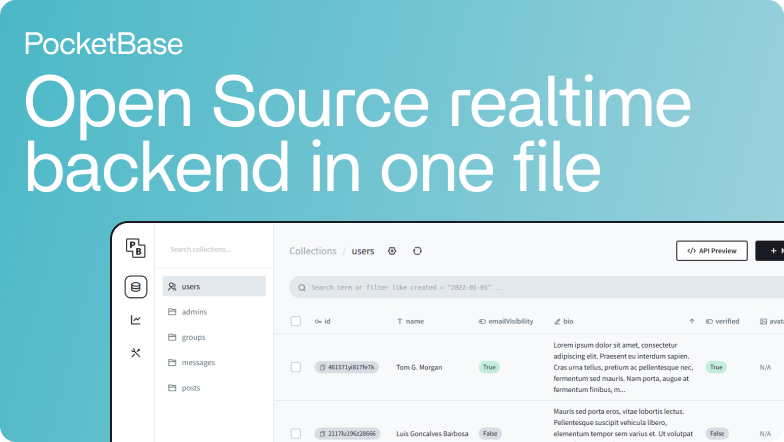 PocketBase
Open Source realtime
backend in one file
PB
Search collections...
users
admins
groups
messages
posts
Collections / users
API Preview
Search term or filter like created > "2022-01-01"...
id
name
emailVisibility
bio
verified
461571yi817fe7k
Tom G. Morgan
True
Lorem ipsum dolor sit amet, consectetur
adipiscing elit. Praesent eu interdum sapien.
Cras urna tellus, pretium ac pellentesque nec,
fermentum sed mauris. Nam porta, augue at
fermentum finibus, m...
True
N/A
2117lu196z28666
Luis Goncalves Barbosa
False
Mauris sed porta eros, vitae lobortis lectus.
Pellentesque suscipit vehicula libero,
elementum tempor sem varius et. Ut volutpat
False
N/A